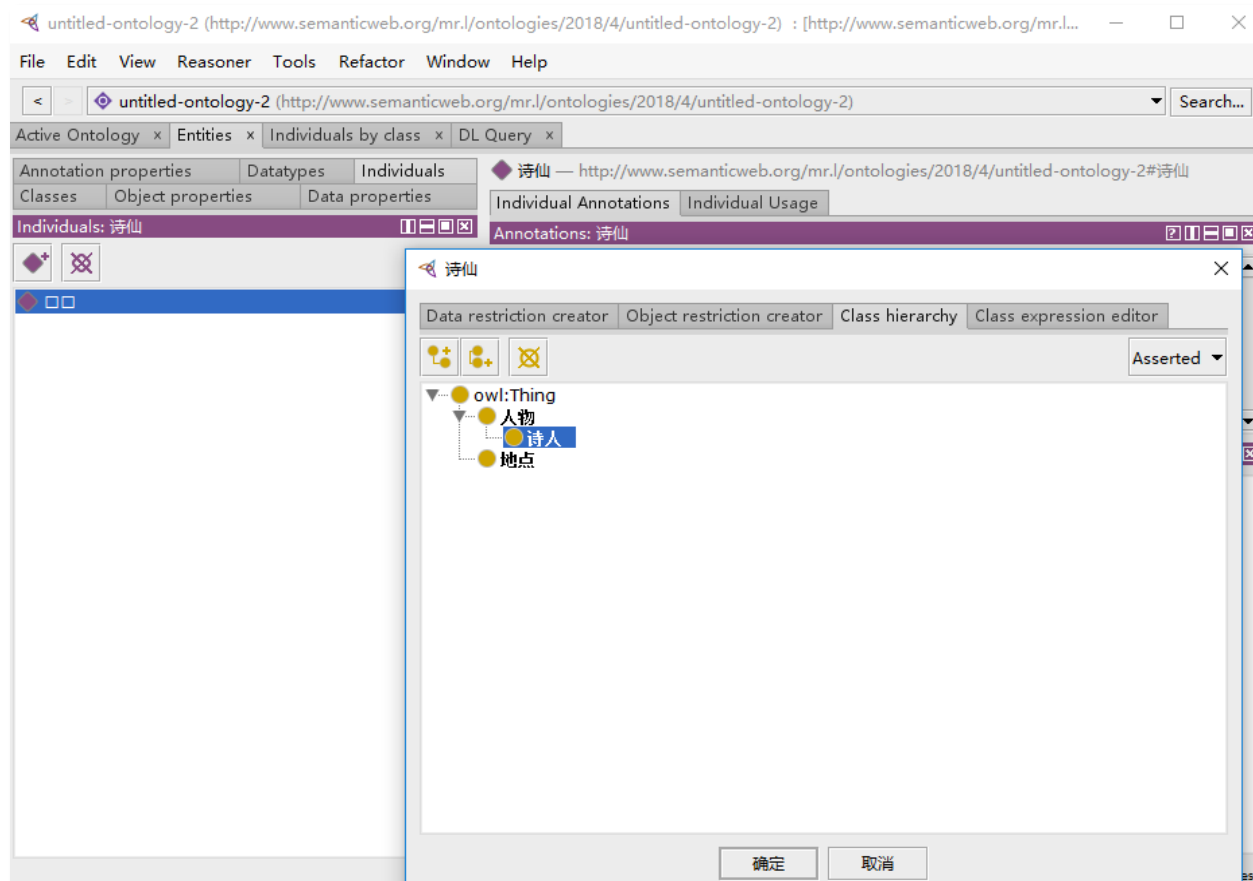 untitled-ontology-2 (http://www.semanticweb.org/mr.l/ontologies/2018/4/untitled-ontology-2) : [http://www.semanticweb.org/mr.l...
File Edit View Reasoner Tools Refactor Window Help
< > untitled-ontology-2 (http://www.semanticweb.org/mr.l/ontologies/2018/4/untitled-ontology-2) Search...
Active Ontology × Entities × Individuals by class × DL Query ×
Annotation properties Datatypes Individuals
诗仙 — http://www.semanticweb.org/mr.l/ontologies/2018/4/untitled-ontology-2#诗仙
Classes Object properties Data properties
Individual Annotations Individual Usage
Individuals: 诗仙
Annotations: 诗仙
诗仙
□□
Data restriction creator Object restriction creator Class hierarchy Class expression editor
Asserted
owl:Thing
人物
诗人
地点
确定 取消